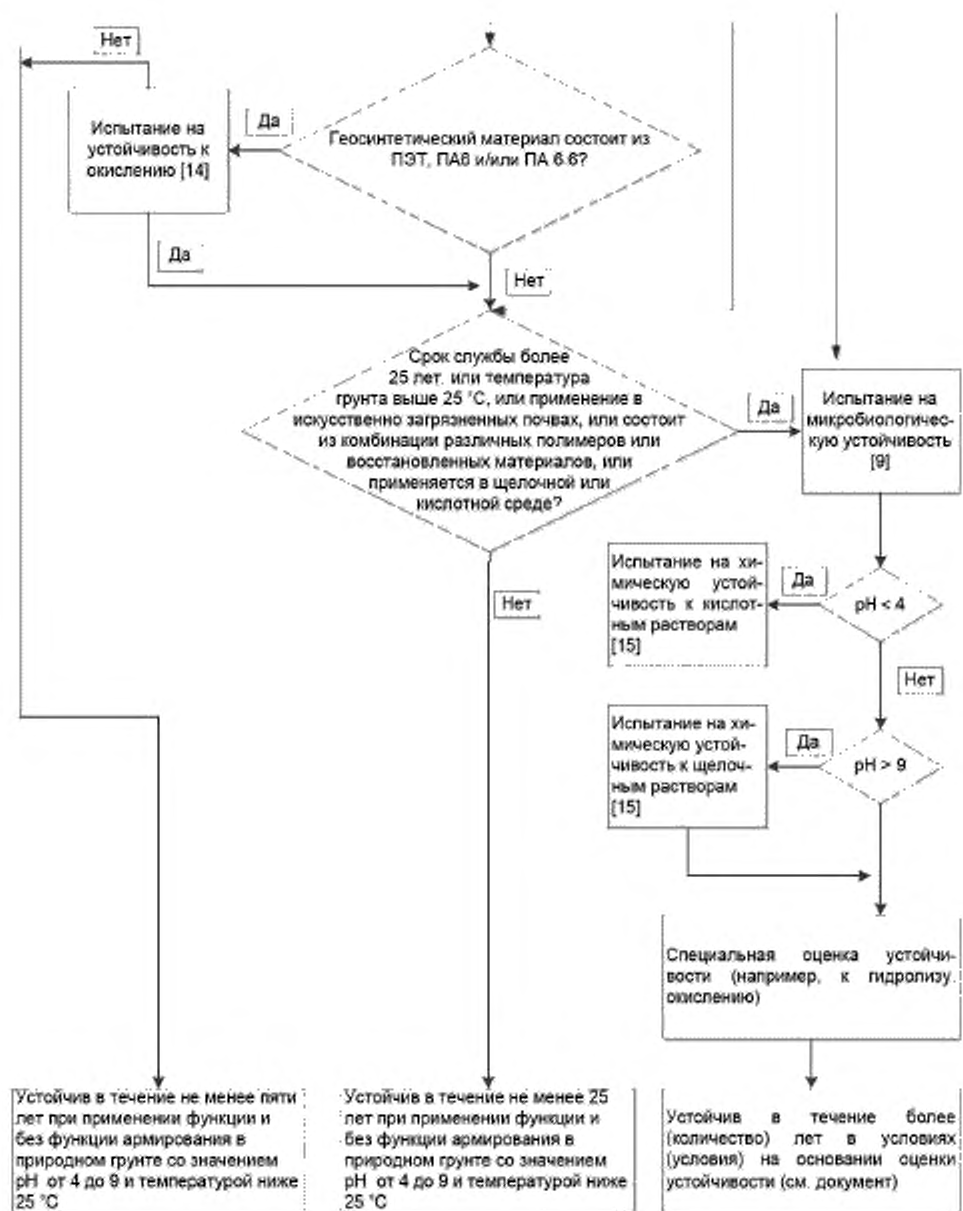 Нет
Испытание на
устойчивость к
окислению [14]
Да
Геосинтетический материал состоит из
ПЭТ, ПА6 и/или ПА 6.6?
Да
Нет
Срок службы более
25 лет. или температура
грунта выше 25 °C, или применение в
искусственно загрязненных почвах, или состоит
из комбинации различных полимеров или
восстановленных материалов, или
применяется в щелочной или
кислотной среде?
Да
Испытание на
микробиологичес-
кую устойчивость
[9]
Нет
Испытание на хи-
мическую устой-
чивость к кислот-
ным растворам
[15]
Да
pH < 4
Нет
Испытание на хи-
мическую устой-
чивость к щелоч-
ным растворам
[15]
Да
pH > 9
Специальная оценка устойчи-
вости (например, к гидролизу.
окислению)
Устойчив в течение не менее пяти
лет при применении функции и
без функции армирования в
природном грунте со значением
pH от 4 до 9 и температурой ниже
25 °C
Устойчив в течение не менее 25
лет при применении функции и
без функции армирования в
природном грунте со значением
pH от 4 до 9 и температурой ниже
25 °C
Устойчив в течение более
(количество) лет в условиях
(условия) на основании оценки
устойчивости (см. документ)